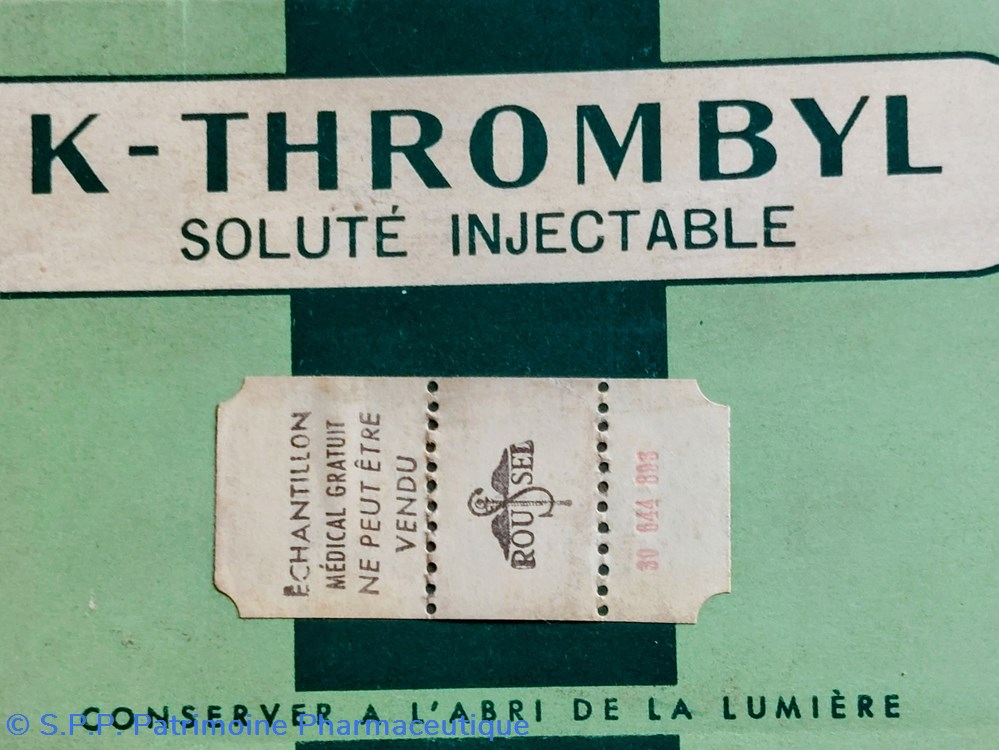 K-THROMBYL
SOLUTÉ INJECTABLE
ÉCHANTILLON
MÉDICAL GRATUIT
NE PEUT ÊTRE
VENDU
ROUSSEL
30 644 893
CONSERVER A L'ABRI DE LA LUMIÈRE
© S.P.P. Patrimoine Pharmaceutique